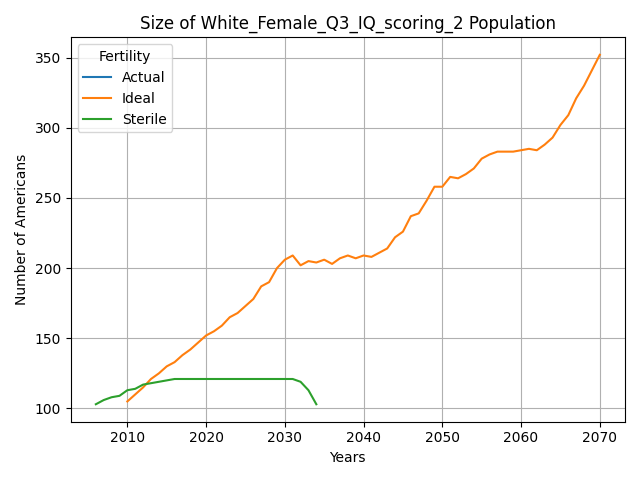 Size of White_Female_Q3_IQ_scoring_2 Population
Fertility
Actual
Ideal
Sterile
Number of Americans
350
300
250
200
150
100
2010 2020 2030 2040 2050 2060 2070
Years